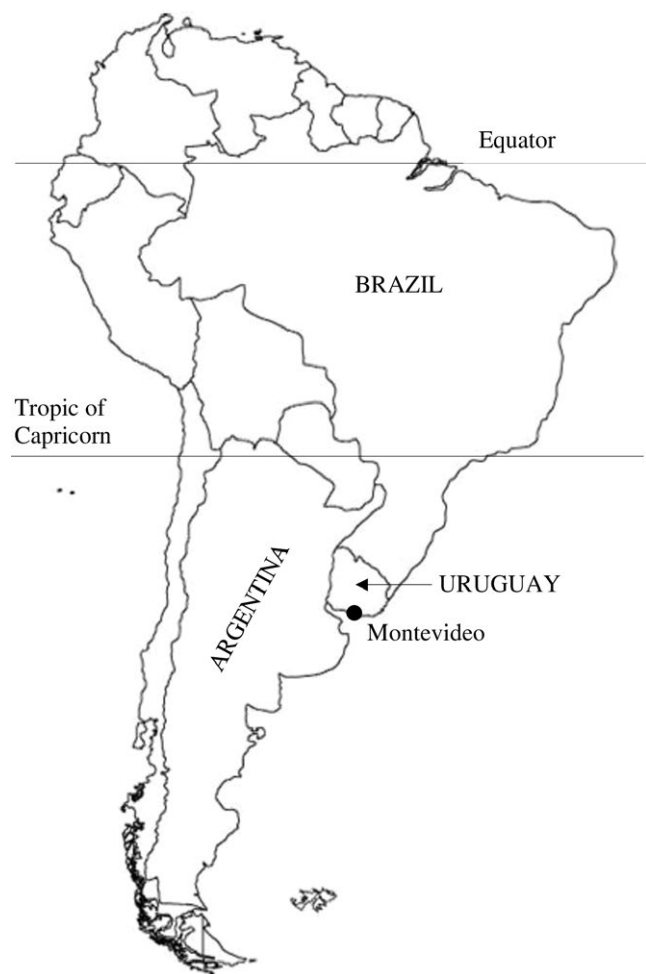 Equator
BRAZIL
Tropic of
Capricorn
ARGENTINA
URUGUAY
Montevideo